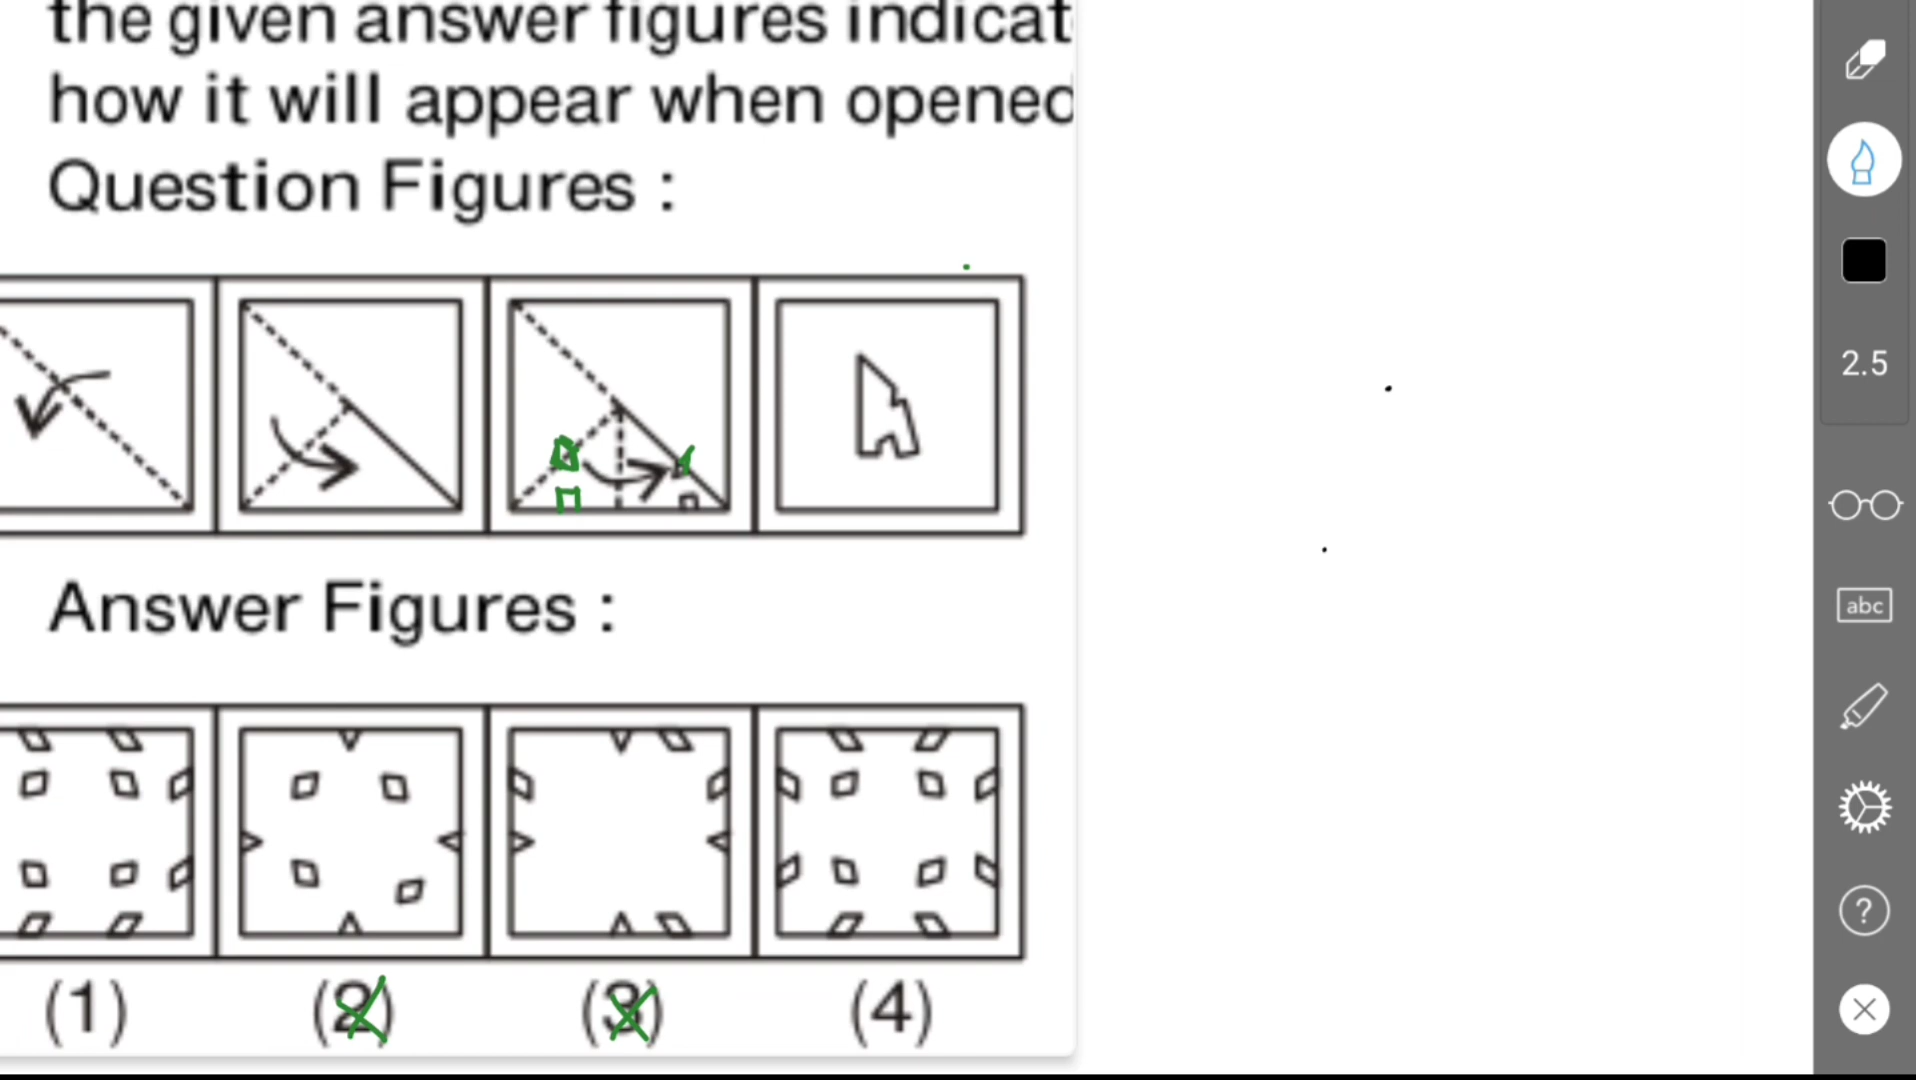 the given answer figures indicat
how it will appear when opened
Question Figures :
Answer Figures :
(1) (2) (3) (4)
2.5
abc
?